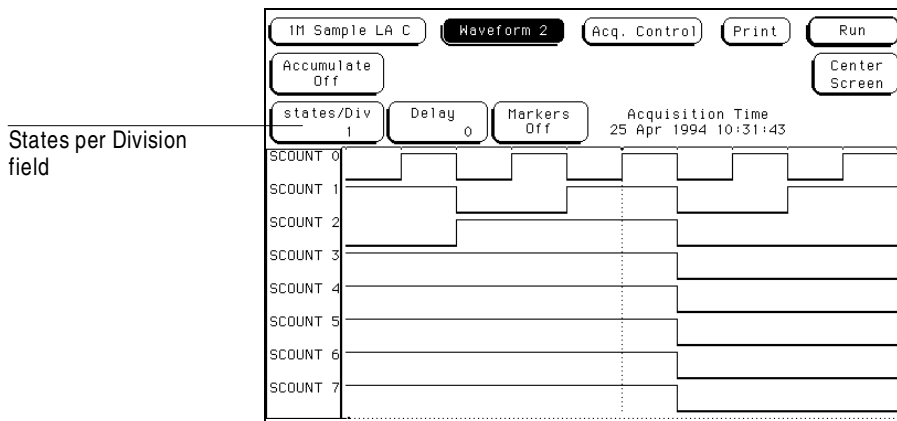 1M Sample LA C Waveform 2 Acq. Control Print Run
Accumulate
Off
Center
Screen
states/Div
1
Delay
0
Markers
Off
Acquisition Time
25 Apr 1994 10:31:43
States per Division
field
SCOUNT 0
SCOUNT 1
SCOUNT 2
SCOUNT 3
SCOUNT 4
SCOUNT 5
SCOUNT 6
SCOUNT 7